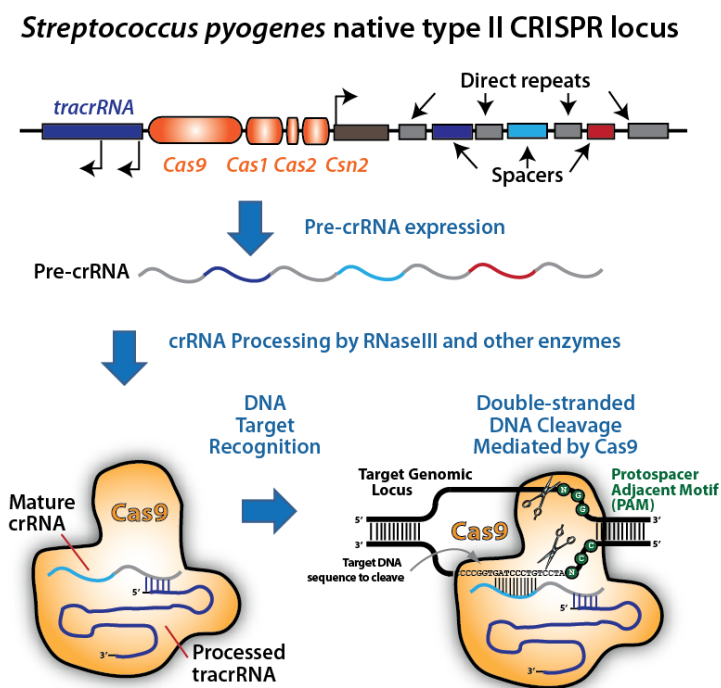 Streptococcus pyogenes native type II CRISPR locus
Direct repeats
tracrRNA
Cas9 Cas1 Cas2 Csn2
Spacers
Pre-crRNA expression
Pre-crRNA
crRNA Processing by RNaseIII and other enzymes
DNA
Target
Recognition
Double-stranded
DNA Cleavage
Mediated by Cas9
Mature
crRNA
Cas9
5'
3'
Processed
tracrRNA
Target Genomic
Locus
Protospacer
Adjacent Motif
(PAM)
N
G
G
5'
3'
3'
5'
Cas9
C
C
N
Target DNA
sequence to cleave
CCCCGGTGATCCCTGTCCTA
5'
3'